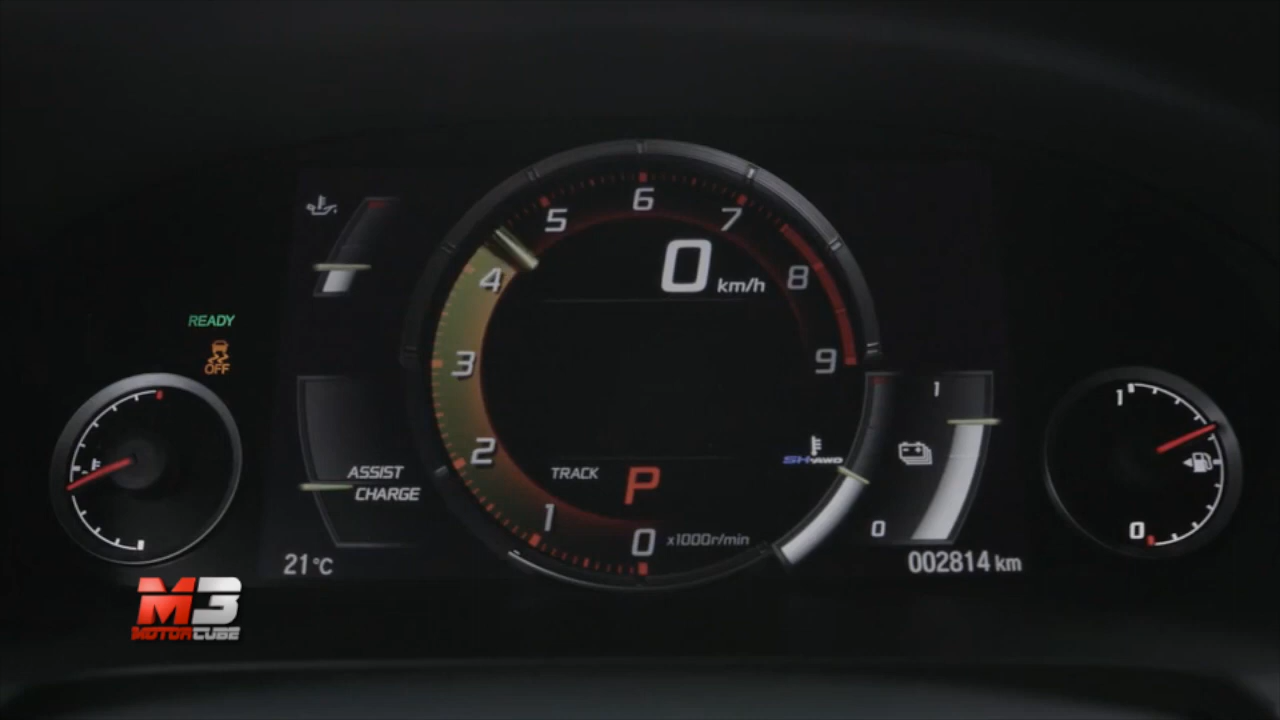 6
5
7
4
0 km/h
8
READY
OFF
3
9
1
1
2
SH-AWD
ASSIST
CHARGE
TRACK
P
1
0
x1000r/min
0
0
21°C
002814 km
M3
MOTORCUBE